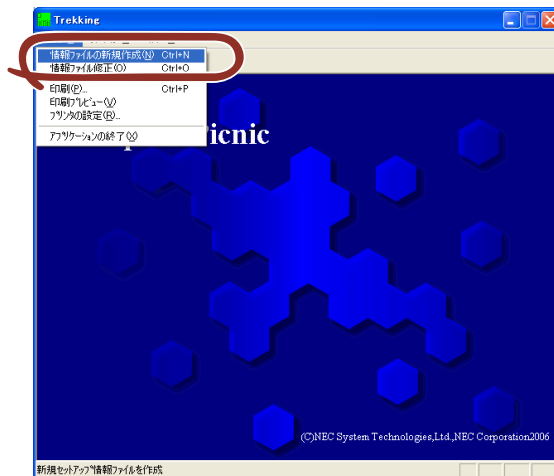 Trekking
情報ファイルの新規作成(N) Ctrl+N
情報ファイル修正(O) Ctrl+O
印刷(P)... Ctrl+P
印刷プレビュー(V)
プリンタの設定(R)...
アプリケーションの終了(X)
icnic
(C)NEC System Technologies,Ltd.,NEC Corporation2006
新規セットアップ情報ファイルを作成